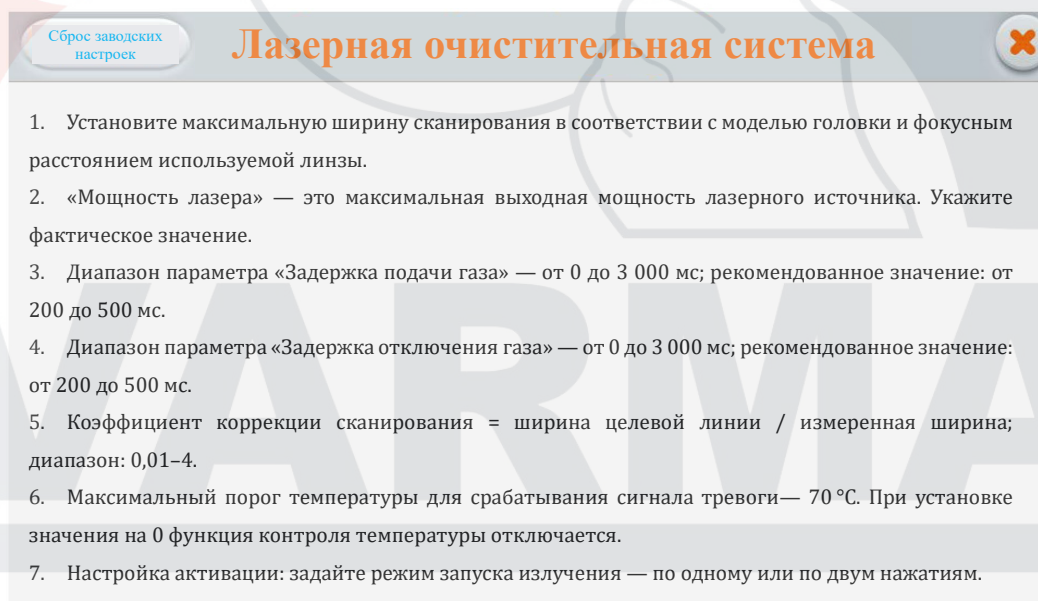 Сброс заводских
настроек
Лазерная очистительная система
1. Установите максимальную ширину сканирования в соответствии с моделью головки и фокусным
расстоянием используемой линзы.
2. «Мощность лазера» — это максимальная выходная мощность лазерного источника. Укажите
фактическое значение.
3. Диапазон параметра «Задержка подачи газа» — от 0 до 3 000 мс; рекомендованное значение: от
200 до 500 мс.
4. Диапазон параметра «Задержка отключения газа» — от 0 до 3 000 мс; рекомендованное значение:
от 200 до 500 мс.
5. Коэффициент коррекции сканирования = ширина целевой линии / измеренная ширина;
диапазон: 0,01–4.
6. Максимальный порог температуры для срабатывания сигнала тревоги— 70 °C. При установке
значения на 0 функция контроля температуры отключается.
7. Настройка активации: задайте режим запуска излучения — по одному или по двум нажатиям.
VARMA